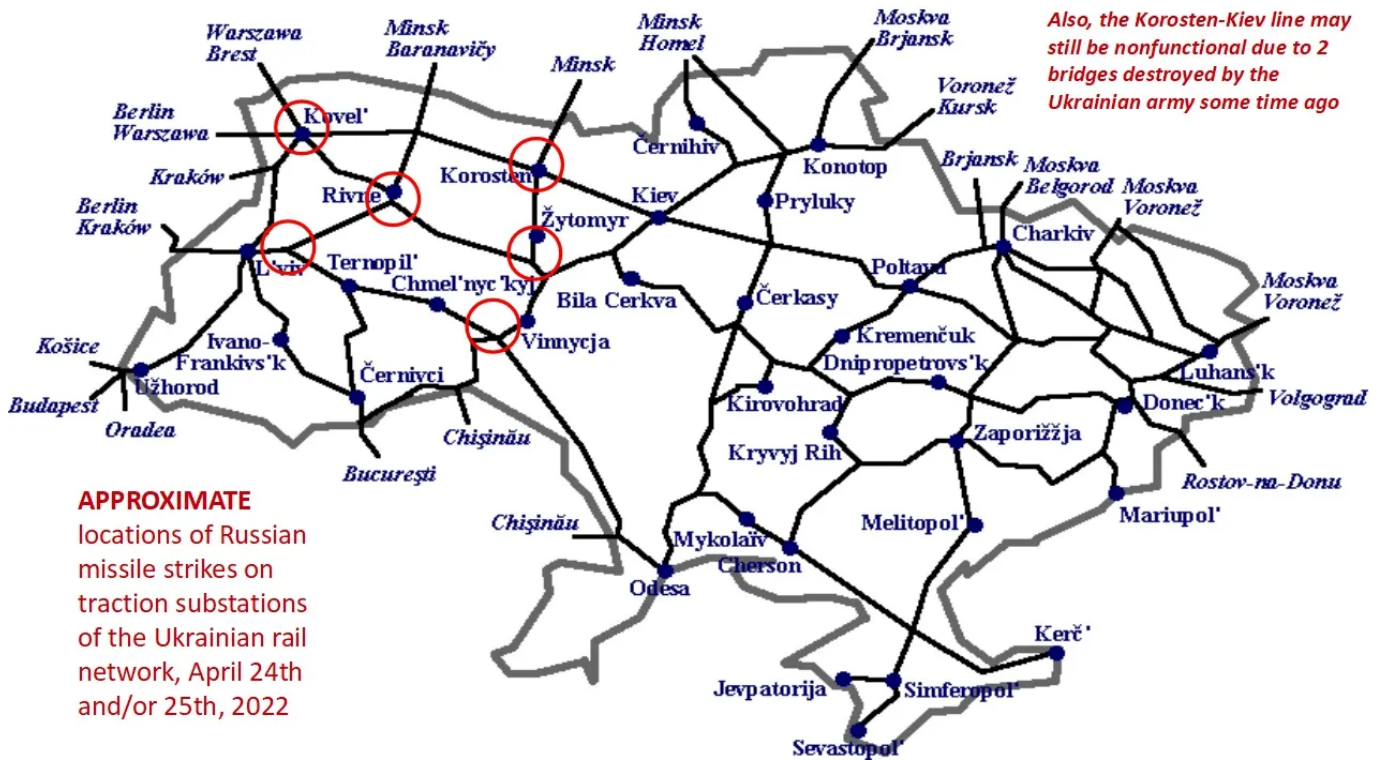 Warszawa
Brest
Minsk
Baranavičy
Minsk
Minsk
Homel
Moskva
Brjansk
Also, the Korosten-Kiev line may
still be nonfunctional due to 2
bridges destroyed by the
Ukrainian army some time ago
Voronež
Kursk
Berlin
Warszawa
Kovel'
Kraków
Korosten
Černihiv
Konotop
Brjansk
Moskva
Belgorod
Moskva
Voronež
Rivne
Kiev
Pryluky
Berlin
Kraków
Žytomyr
Charkiv
L'viv
Ternopil'
Chmel'nyc'kyj
Bila Cerkva
Čerkasy
Poltava
Moskva
Voronež
Košice
Ivano-
Frankivs'k
Vinnycja
Kremenčuk
Dnipropetrovs'k
Luhans'k
Užhorod
Černivci
Kirovohrad
Donec'k
Volgograd
Budapest
Oradea
Chişinău
Kryvyj Rih
Zaporižžja
Bucureşti
Rostov-na-Donu
APPROXIMATE
locations of Russian
missile strikes on
traction substations
of the Ukrainian rail
network, April 24th
and/or 25th, 2022
Chişinău
Mykolaïv
Melitopol'
Mariupol'
Cherson
Odesa
Kerč'
Jevpatorija
Simferopol'
Sevastopol'